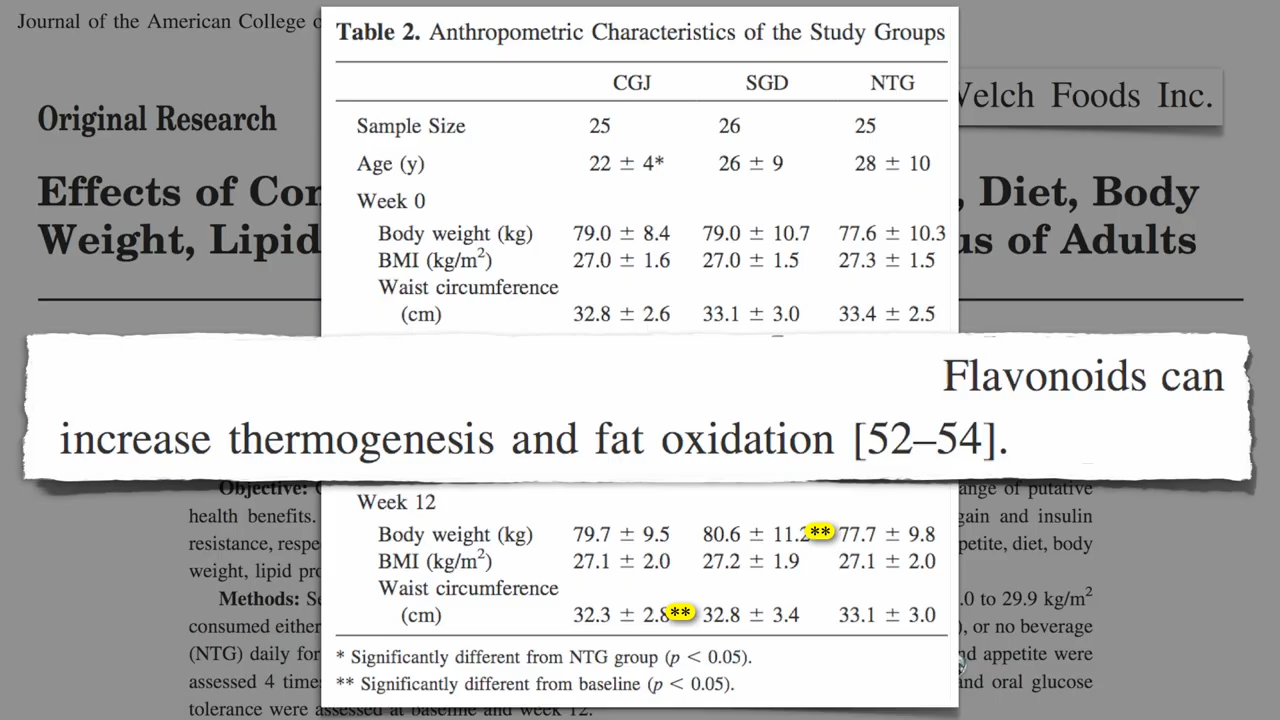 Journal of the American College
Table 2. Anthropometric Characteristics of the Study Groups
CGJ SGD NTG
Welch Foods Inc.
Original Research
Sample Size 25 26 25
Age (y) 22 ± 4* 26 ± 9 28 ± 10
Effects of , Diet, Body
Week 0
Weight, of Adults
Body weight (kg) 79.0 ± 8.4 79.0 ± 10.7 77.6 ± 10.3
BMI (kg/m²) 27.0 ± 1.6 27.0 ± 1.5 27.3 ± 1.5
Waist circumference
(cm) 32.8 ± 2.6 33.1 ± 3.0 33.4 ± 2.5
Flavonoids can
increase thermogenesis and fat oxidation [52–54].
Objective: of putative
Week 12
health benefits. gain and insulin
Body weight (kg) 79.7 ± 9.5 80.6 ± 11.2** 77.7 ± 9.8
resistance, diet, body
BMI (kg/m²) 27.1 ± 2.0 27.2 ± 1.9 27.1 ± 2.0
weight, lipid
Waist circumference
Methods: to 29.9 kg/m²
(cm) 32.3 ± 2.8** 32.8 ± 3.4 33.1 ± 3.0
consumed or no beverage
(NTG) daily for appetite were
* Significantly different from NTG group (p < 0.05).
assessed 4 and oral glucose
** Significantly different from baseline (p < 0.05).
tolerance were assessed at baseline and week 12.